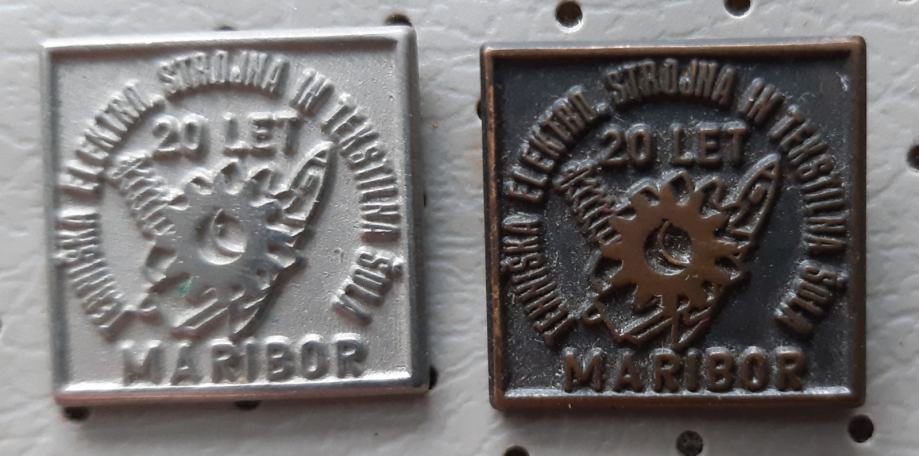 TEHNIŠKA ELEKTRO, STROJNA IN TEKSTILNA ŠOLA
20 LET
MARIBOR
TEHNIŠKA ELEKTRO, STROJNA IN TEKSTILNA ŠOLA
20 LET
MARIBOR